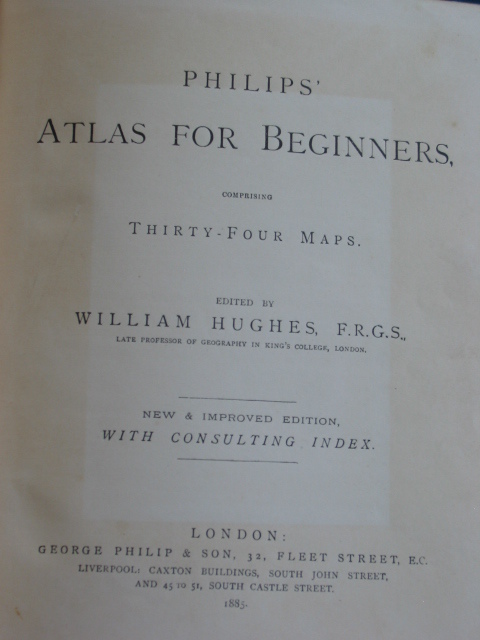 PHILIPS'
ATLAS FOR BEGINNERS,
COMPRISING
THIRTY-FOUR MAPS.
EDITED BY
WILLIAM HUGHES, F.R.G.S.,
LATE PROFESSOR OF GEOGRAPHY IN KING'S COLLEGE, LONDON.
NEW & IMPROVED EDITION,
WITH CONSULTING INDEX.
LONDON:
GEORGE PHILIP & SON, 32, FLEET STREET, E.C.
LIVERPOOL: CAXTON BUILDINGS, SOUTH JOHN STREET,
AND 45 TO 51, SOUTH CASTLE STREET.
1885.